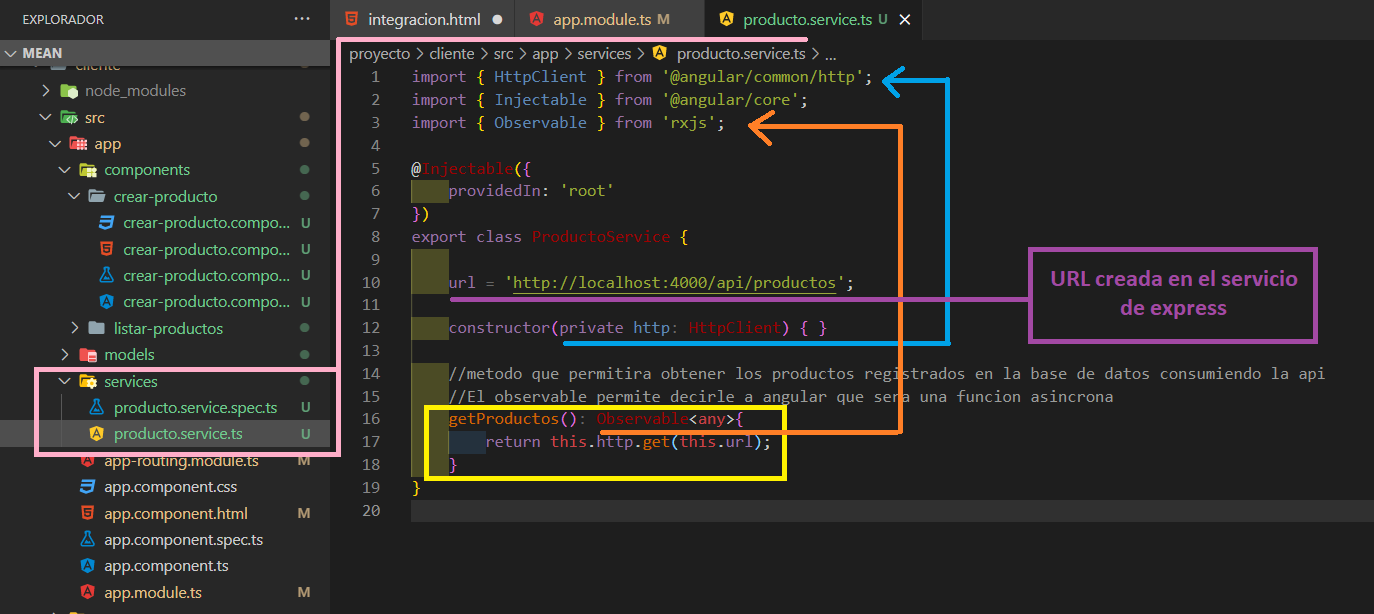 EXPLORADOR
MEAN
cliente
node_modules
src
app
components
crear-producto
crear-producto.compo... U
crear-producto.compo... U
crear-producto.compo... U
crear-producto.compo... U
listar-productos
models
services
producto.service.spec.ts U
producto.service.ts U
app-routing.module.ts M
app.component.css
app.component.html M
app.component.spec.ts
app.component.ts
app.module.ts M
integracion.html
app.module.ts M
producto.service.ts U
proyecto > cliente > src > app > services > producto.service.ts > ...
1 import { HttpClient } from '@angular/common/http';
2 import { Injectable } from '@angular/core';
3 import { Observable } from 'rxjs';
4
5 @Injectable({
6 providedIn: 'root'
7 })
8 export class ProductoService {
9
10 url = 'http://localhost:4000/api/productos';
11
12 constructor(private http: HttpClient) { }
13
14 //metodo que permitira obtener los productos registrados en la base de datos consumiendo la api
15 //El observable permite decirle a angular que sera una funcion asincrona
16 getProductos(): Observable<any>{
17 return this.http.get(this.url);
18 }
19 }
20
URL creada en el servicio
de express